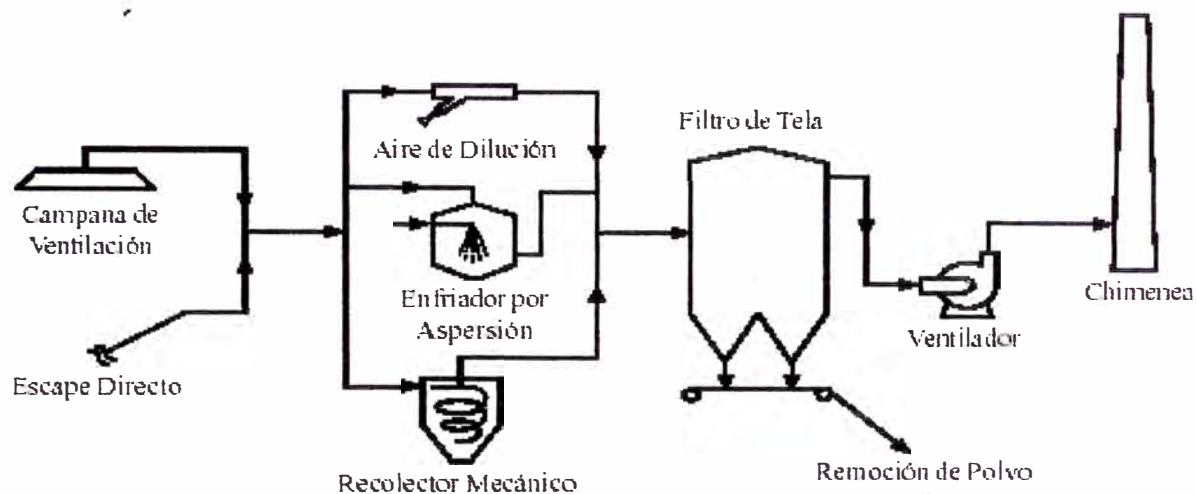 Campana de
Ventilación
Escape Directo
Aire de Dilución
Enfriador por
Aspersión
Recolector Mecánico
Filtro de Tela
Ventilador
Chimenea
Remoción de Polvo